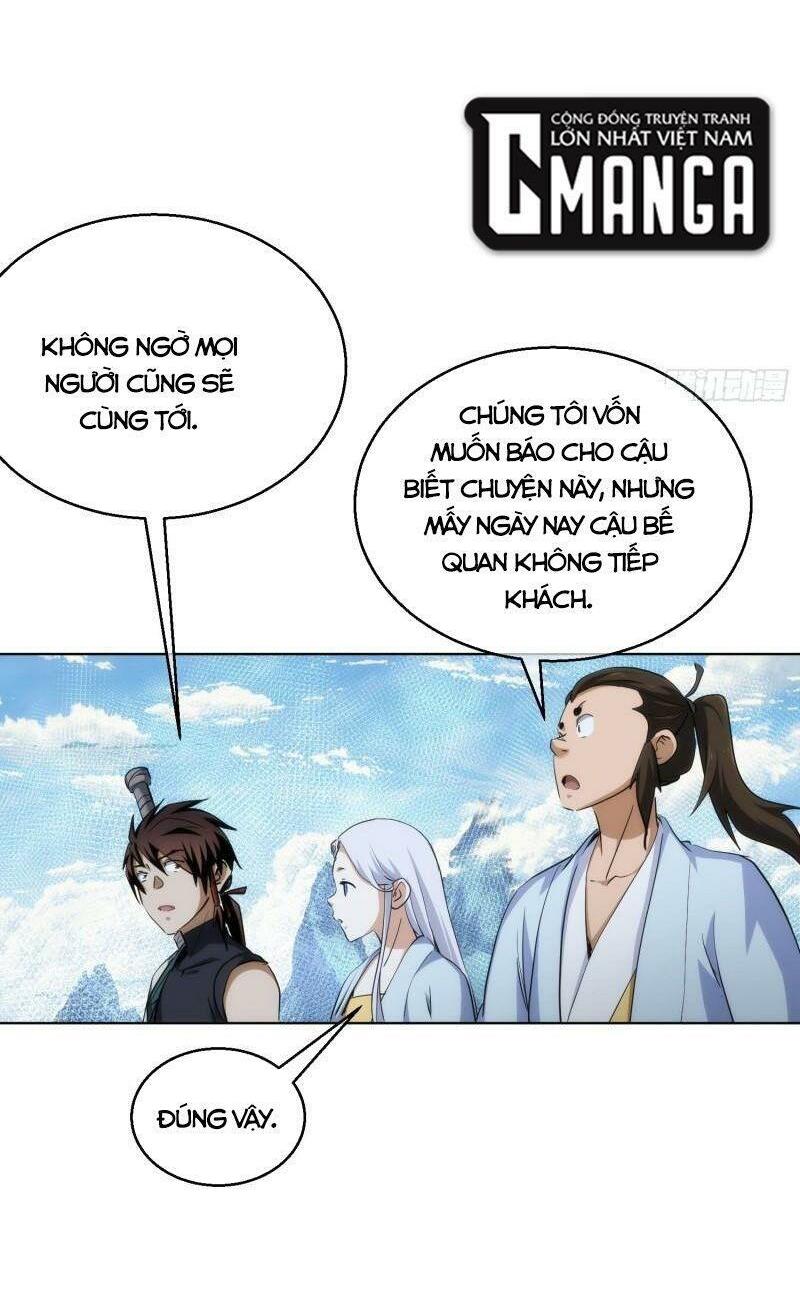 CỘNG ĐỒNG TRUYỆN TRANH
LỚN NHẤT VIỆT NAM
CMANGA
KHÔNG NGỜ MỌI
NGƯỜI CŨNG SẼ
CÙNG TỚI.
CHÚNG TÔI VỐN
MUỐN BÁO CHO CẬU
BIẾT CHUYỆN NÀY, NHƯNG
MẤY NGÀY NAY CẬU BẾ
QUAN KHÔNG TIẾP
KHÁCH.
ĐÚNG VẬY.